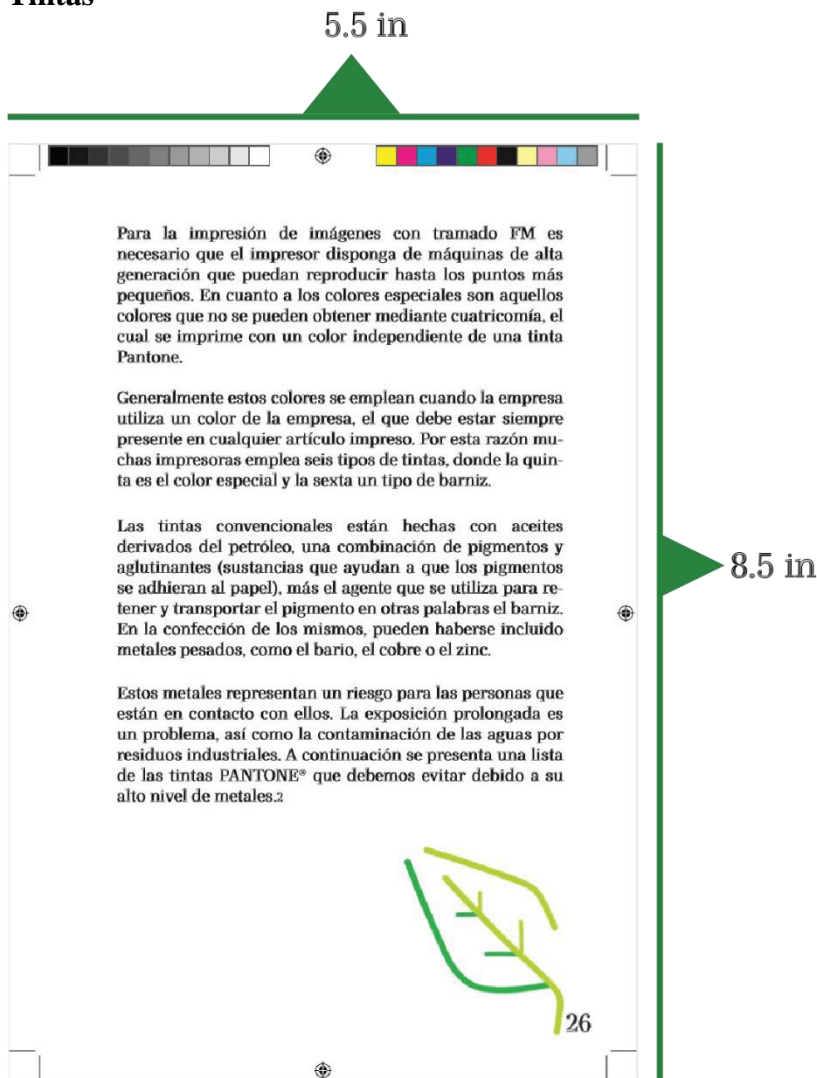 Tintas
5.5 in
Para la impresión de imágenes con tramado FM es
necesario que el impresor disponga de máquinas de alta
generación que puedan reproducir hasta los puntos más
pequeños. En cuanto a los colores especiales son aquellos
colores que no se pueden obtener mediante cuatricomía, el
cual se imprime con un color independiente de una tinta
Pantone.
Generalmente estos colores se emplean cuando la empresa
utiliza un color de la empresa, el que debe estar siempre
presente en cualquier artículo impreso. Por esta razón mu-
chas impresoras emplea seis tipos de tintas, donde la quin-
ta es el color especial y la sexta un tipo de barniz.
Las tintas convencionales están hechas con aceites
derivados del petróleo, una combinación de pigmentos y
aglutinantes (sustancias que ayudan a que los pigmentos
se adhieran al papel), más el agente que se utiliza para re-
tener y transportar el pigmento en otras palabras el barniz.
En la confección de los mismos, pueden haberse incluido
metales pesados, como el bario, el cobre o el zinc.
Estos metales representan un riesgo para las personas que
están en contacto con ellos. La exposición prolongada es
un problema, así como la contaminación de las aguas por
residuos industriales. A continuación se presenta una lista
de las tintas PANTONE® que debemos evitar debido a su
alto nivel de metales.2
8.5 in
26